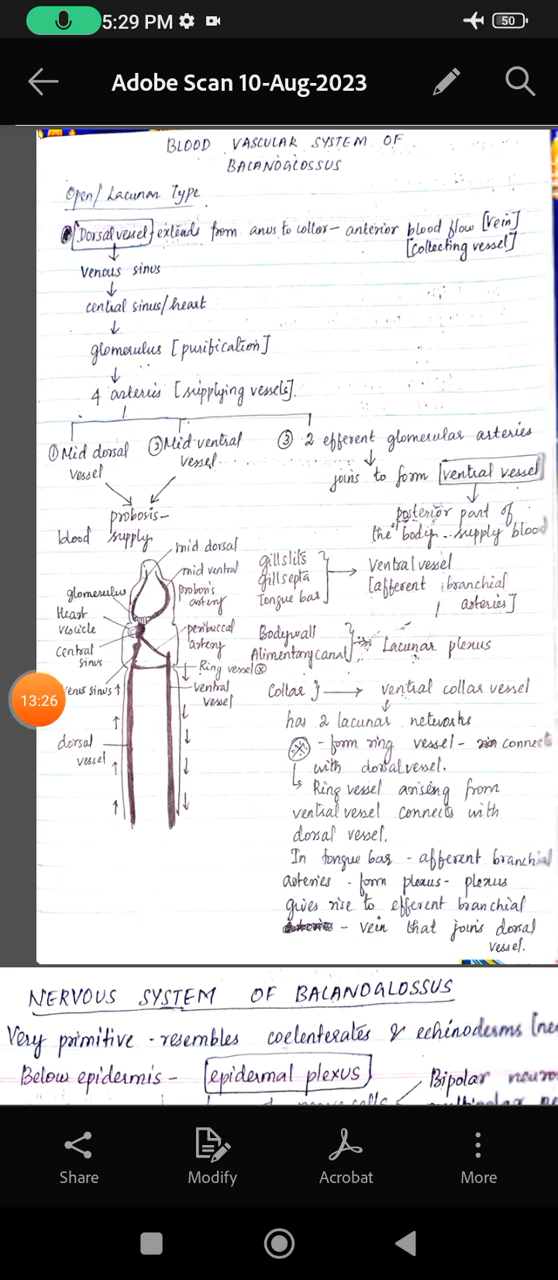 5:29 PM
50
Adobe Scan 10-Aug-2023
BLOOD VASCULAR SYSTEM OF
BALANOGLOSSUS
Open/ Lacunar Type
Dorsal vessel extends from anus to collar - anterior blood flow [vein]
[collecting vessel]
Venous sinus
central sinus/heart
glomerulus [purification]
4 arteries [supplying vessels].
① Mid dorsal vessel
② Mid ventral vessel
③ 2 efferent glomerular arteries
joins to form ventral vessel
posterior part of
the body - supply blood
probosis-
blood supply
mid dorsal
mid ventral
probosis artery
glomerulus
Heart vesicle
central sinus
peribuccal artery
Ring vessel
ventral vessel
venus sinus
dorsal vessel
13:26
gillslits
gillsepta
Tongue bar
Ventral vessel
[afferent branchial
arteries]
Bodywall
Alimentary canal
Lacunar plexus
Collar } → ventral collar vessel
has 2 lacunar networks
- form ring vessel - connects
with dorsal vessel.
Ring vessel arising from
ventral vessel connects with
dorsal vessel.
In tongue bar - afferent branchial
arteries - form plexus - plexus
gives rise to efferent branchial
- vein that joins dorsal
vessel.
NERVOUS SYSTEM OF BALANOGLOSSUS
Very primitive - resembles coelenterates & echinoderms [ne
Below epidermis - epidermal plexus
Bipolar neuro
Share
Modify
Acrobat
More